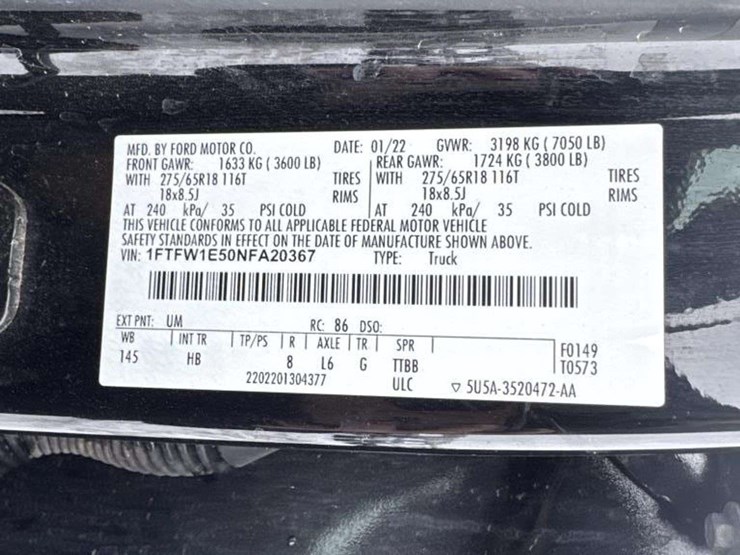 MFD. BY FORD MOTOR CO. DATE: 01/22 GVWR: 3198 KG ( 7050 LB)
FRONT GAWR: 1633 KG ( 3600 LB) REAR GAWR: 1724 KG ( 3800 LB)
WITH 275/65R18 116T TIRES WITH 275/65R18 116T TIRES
18x8.5J RIMS 18x8.5J RIMS
AT 240 kPa/ 35 PSI COLD AT 240 kPa/ 35 PSI COLD
THIS VEHICLE CONFORMS TO ALL APPLICABLE FEDERAL MOTOR VEHICLE
SAFETY STANDARDS IN EFFECT ON THE DATE OF MANUFACTURE SHOWN ABOVE.
VIN: 1FTFW1E50NFA20367 TYPE: Truck
EXT PNT: UM RC: 86 DSO:
WB INT TR TP/PS R AXLE TR SPR F0149
145 HB 8 L6 G TTBB T0573
2202201304377 ULC ▽ 5U5A-3520472-AA